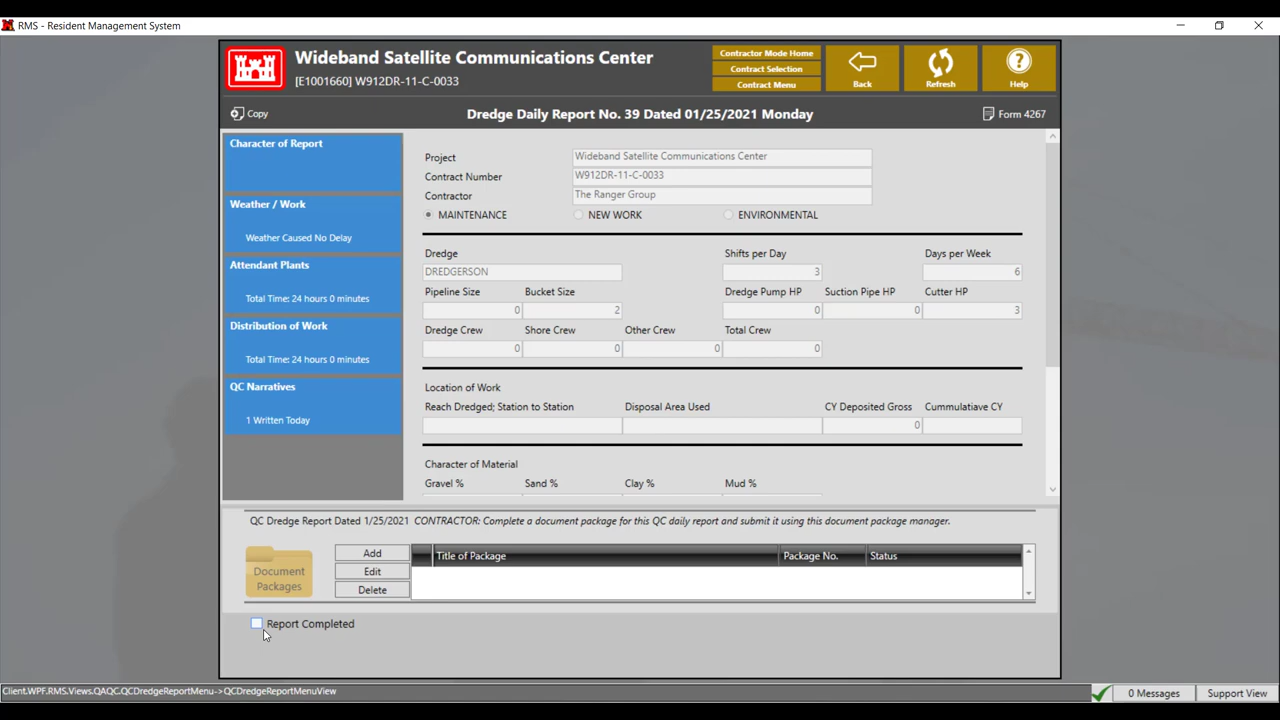 RMS - Resident Management System
Wideband Satellite Communications Center
[E1001660] W912DR-11-C-0033
Contractor Mode Home
Contract Selection
Contract Menu
Back
Refresh
Help
Copy
Dredge Daily Report No. 39 Dated 01/25/2021 Monday
Form 4267
Character of Report
Weather / Work
Weather Caused No Delay
Attendant Plants
Total Time: 24 hours 0 minutes
Distribution of Work
Total Time: 24 hours 0 minutes
QC Narratives
1 Written Today
Project Wideband Satellite Communications Center
Contract Number W912DR-11-C-0033
Contractor The Ranger Group
MAINTENANCE NEW WORK ENVIRONMENTAL
Dredge Shifts per Day Days per Week
DREDGERSON 3 6
Pipeline Size Bucket Size Dredge Pump HP Suction Pipe HP Cutter HP
0 2 0 0 3
Dredge Crew Shore Crew Other Crew Total Crew
0 0 0 0
Location of Work
Reach Dredged; Station to Station Disposal Area Used CY Deposited Gross Cummulatiave CY
0
Character of Material
Gravel % Sand % Clay % Mud %
QC Dredge Report Dated 1/25/2021 CONTRACTOR: Complete a document package for this QC daily report and submit it using this document package manager.
Document
Packages
Add
Edit
Delete
Title of Package Package No. Status
Report Completed
Client.WPF.RMS.Views.QAQC.QCDredgeReportMenu->QCDredgeReportMenuView
0 Messages
Support View